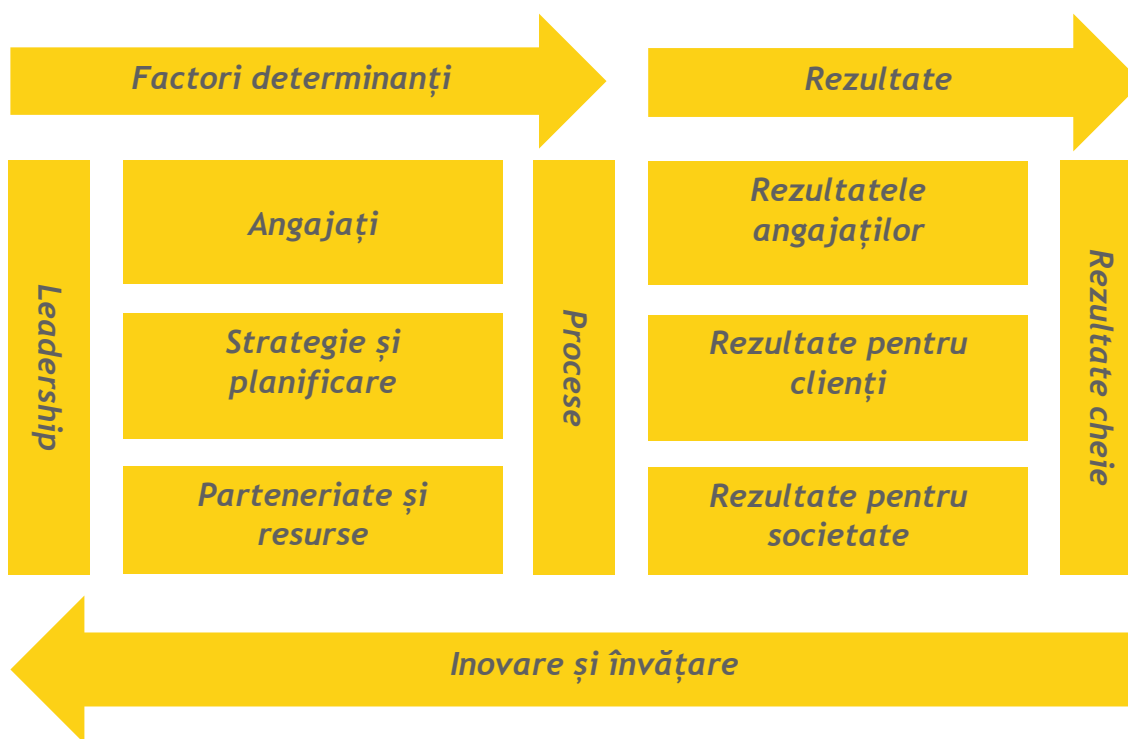 Factori determinanți
Rezultate
Leadership
Angajați
Strategie și
planificare
Parteneriate și
resurse
Procese
Rezultatele
angajaților
Rezultate pentru
clienți
Rezultate pentru
societate
Rezultate cheie
Inovare și învățare